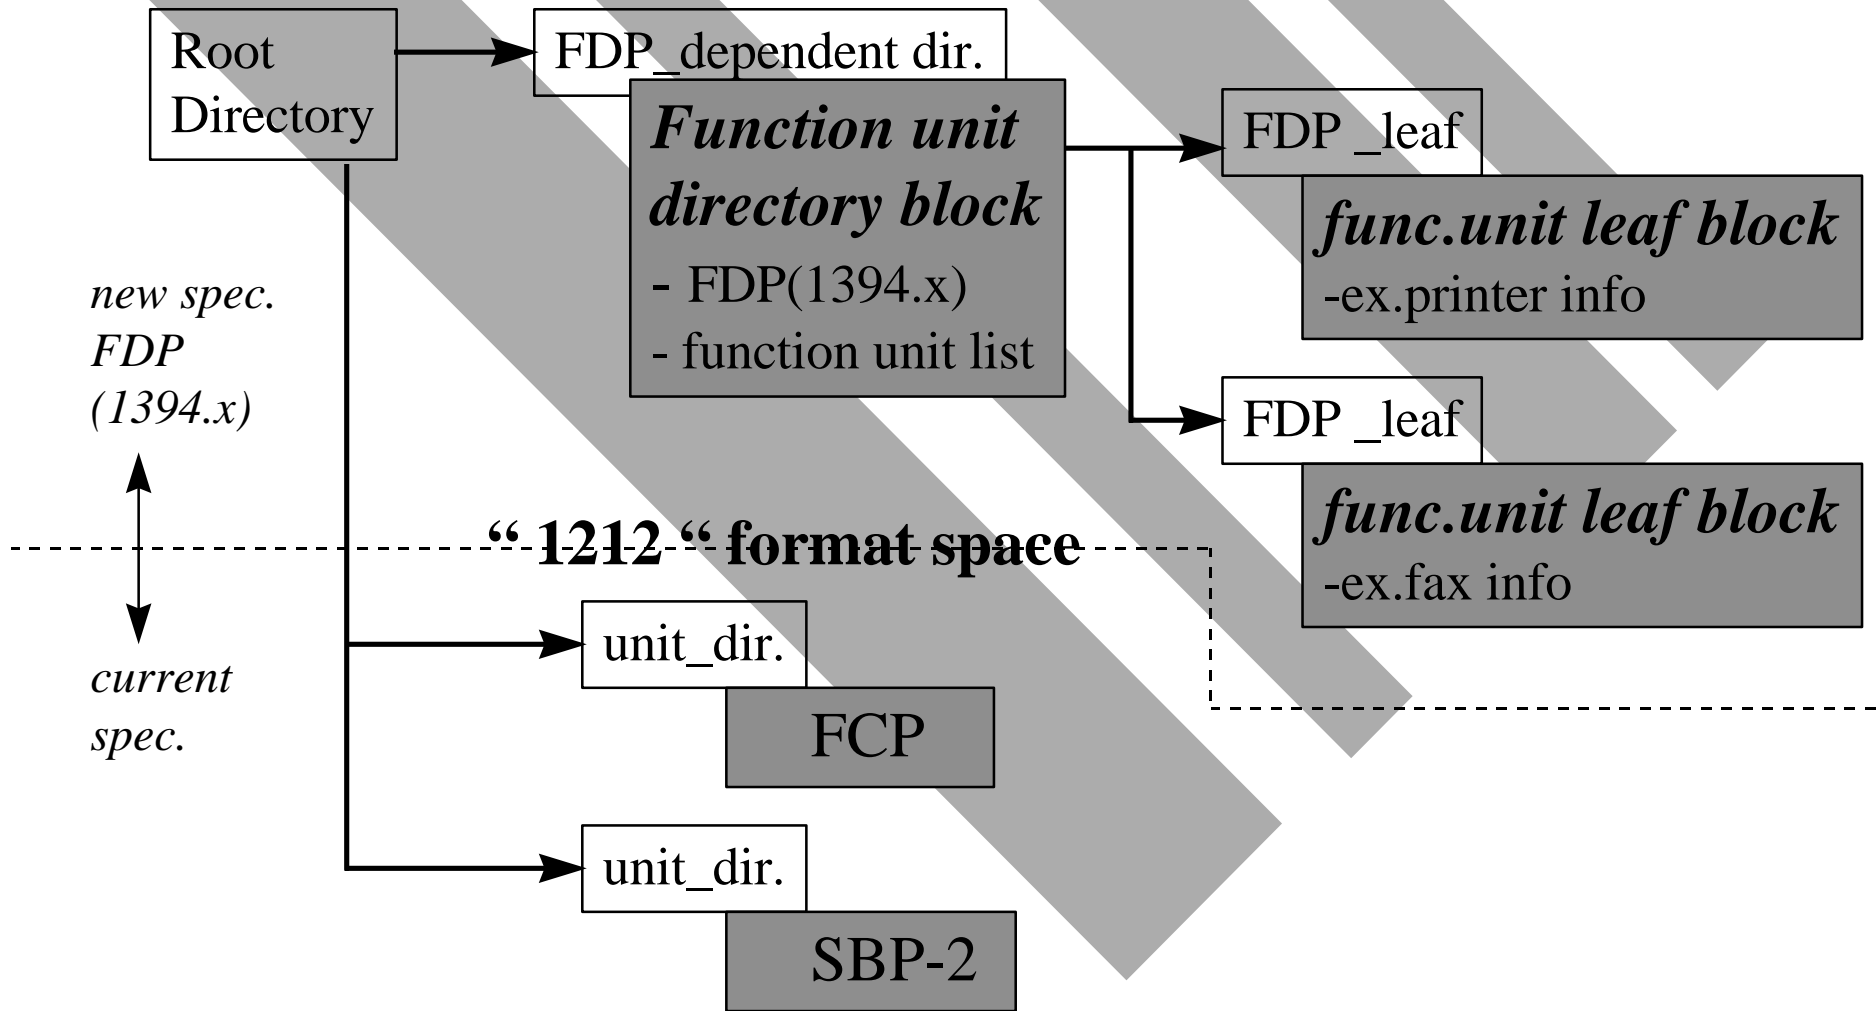 Root
Directory
FDP_dependent dir.
Function unit
directory block
- FDP(1394.x)
- function unit list
FDP _leaf
func.unit leaf block
-ex.printer info
FDP _leaf
func.unit leaf block
-ex.fax info
new spec.
FDP
(1394.x)
“ 1212 “ format space
current
spec.
unit_dir.
FCP
unit_dir.
SBP-2